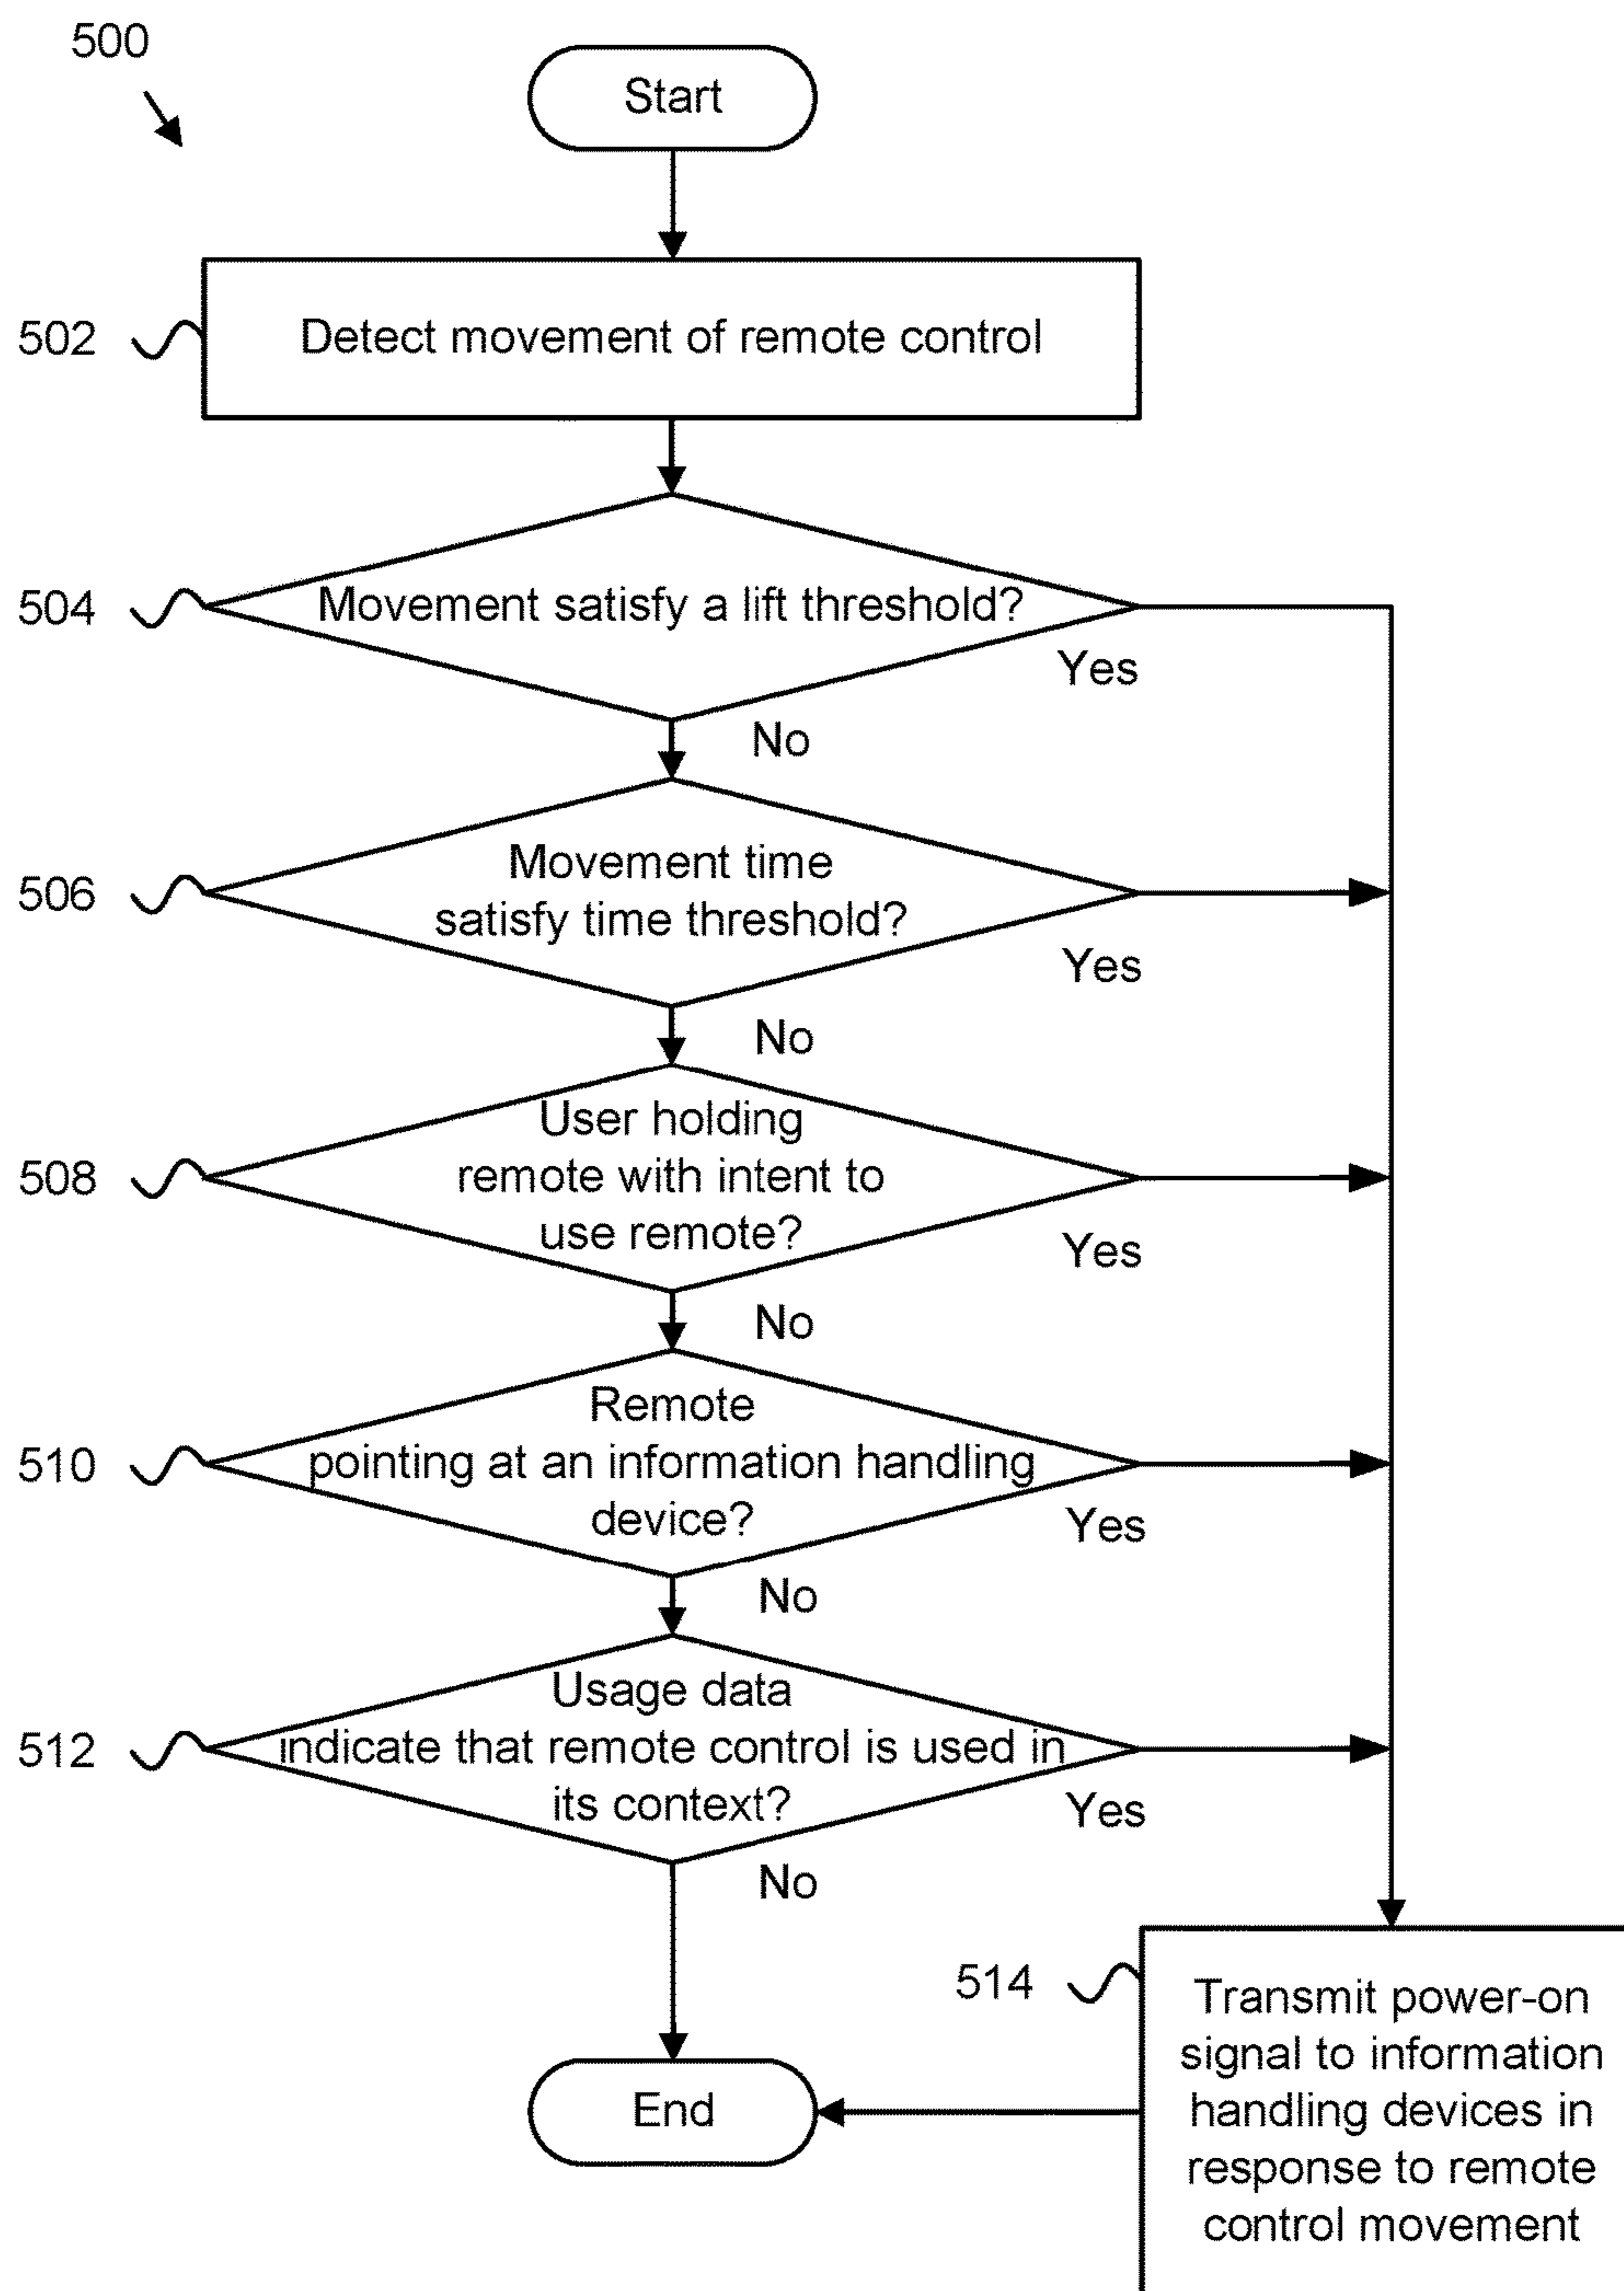 500
Start
502
Detect movement of remote control
504
Movement satisfy a lift threshold?
Yes
No
506
Movement time
satisfy time threshold?
Yes
No
508
User holding
remote with intent to
use remote?
Yes
No
510
Remote
pointing at an information handling
device?
Yes
No
512
Usage data
indicate that remote control is used in
its context?
Yes
No
514
Transmit power-on
signal to information
handling devices in
response to remote
control movement
End